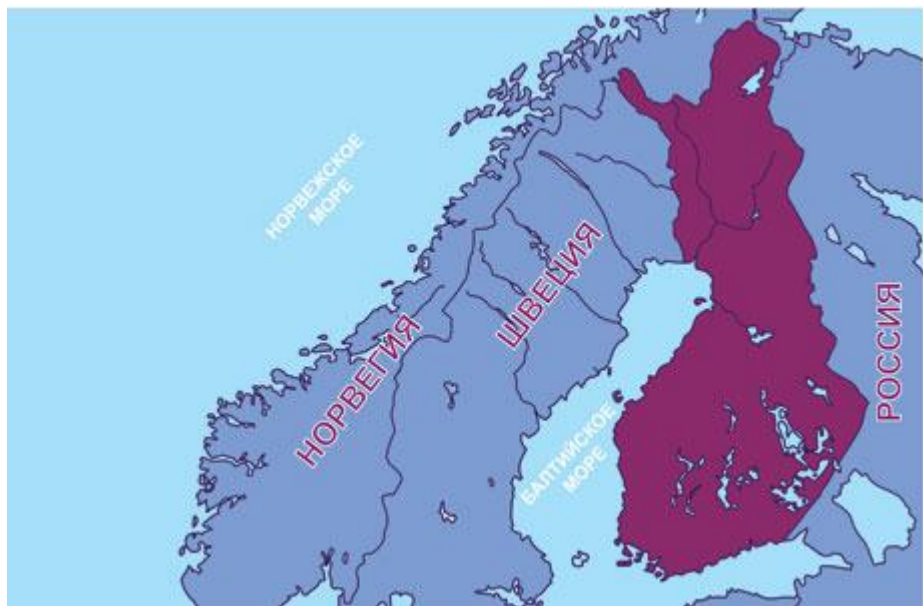 НОРВЕЖСКОЕ
МОРЕ
НОРВЕГИЯ
ШВЕЦИЯ
БАЛТИЙСКОЕ
МОРЕ
РОССИЯ